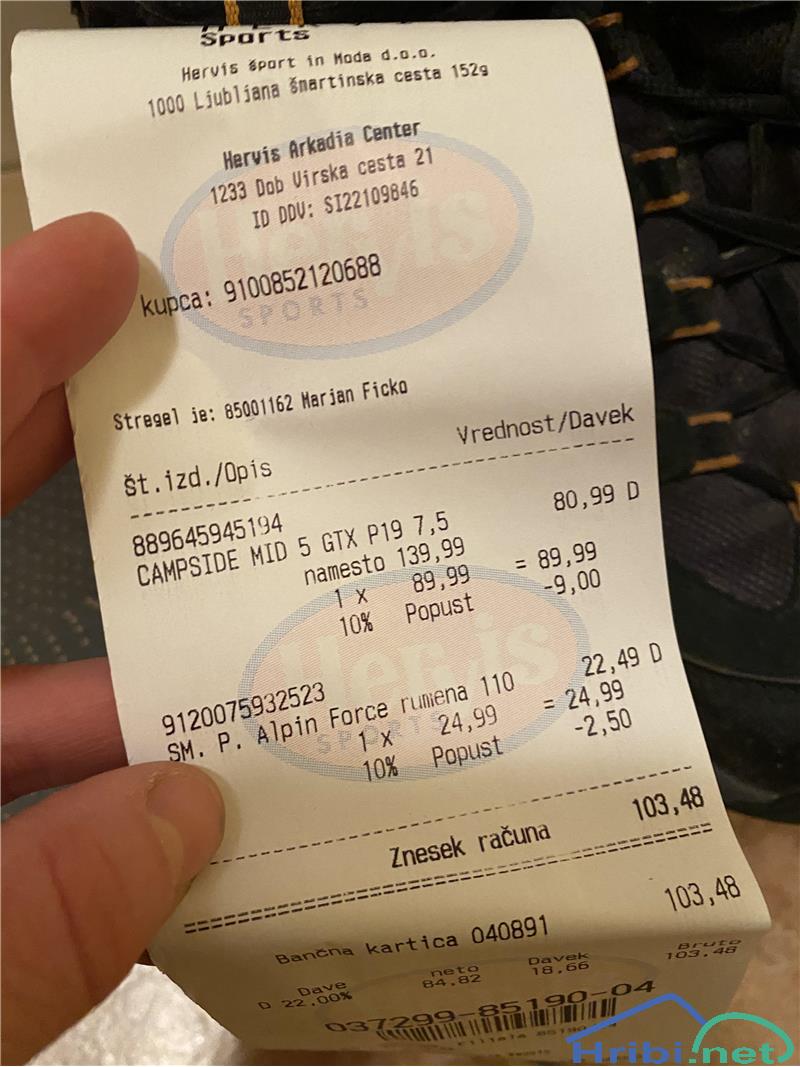 Sports
Hervis šport in Moda d.o.o.
1000 Ljubljana Šmartinska cesta 152g
Hervis Arkadia Center
1233 Dob Virska cesta 21
ID DDV: SI22109846
Hervis
SPORTS
kupca: 9100852120688
Stregel je: 85001162 Marjan Ficko
Št.izd./Opis Vrednost/Davek
889645945194 80,99 D
CAMPSIDE MID 5 GTX P19 7,5
namesto 139,99
1 X 89,99 = 89,99
10% Popust -9,00
Hervis
SPORTS
9120075932523 22,49 D
SM. P. Alpin Force rumena 110
1 X 24,99 = 24,99
10% Popust -2,50
Znesek računa 103,48
Bančna kartica 040891 103,48
Dave neto Davek Bruto
D 22,00% 84.82 18,66 103.48
037299-85190-04
Hribi.net